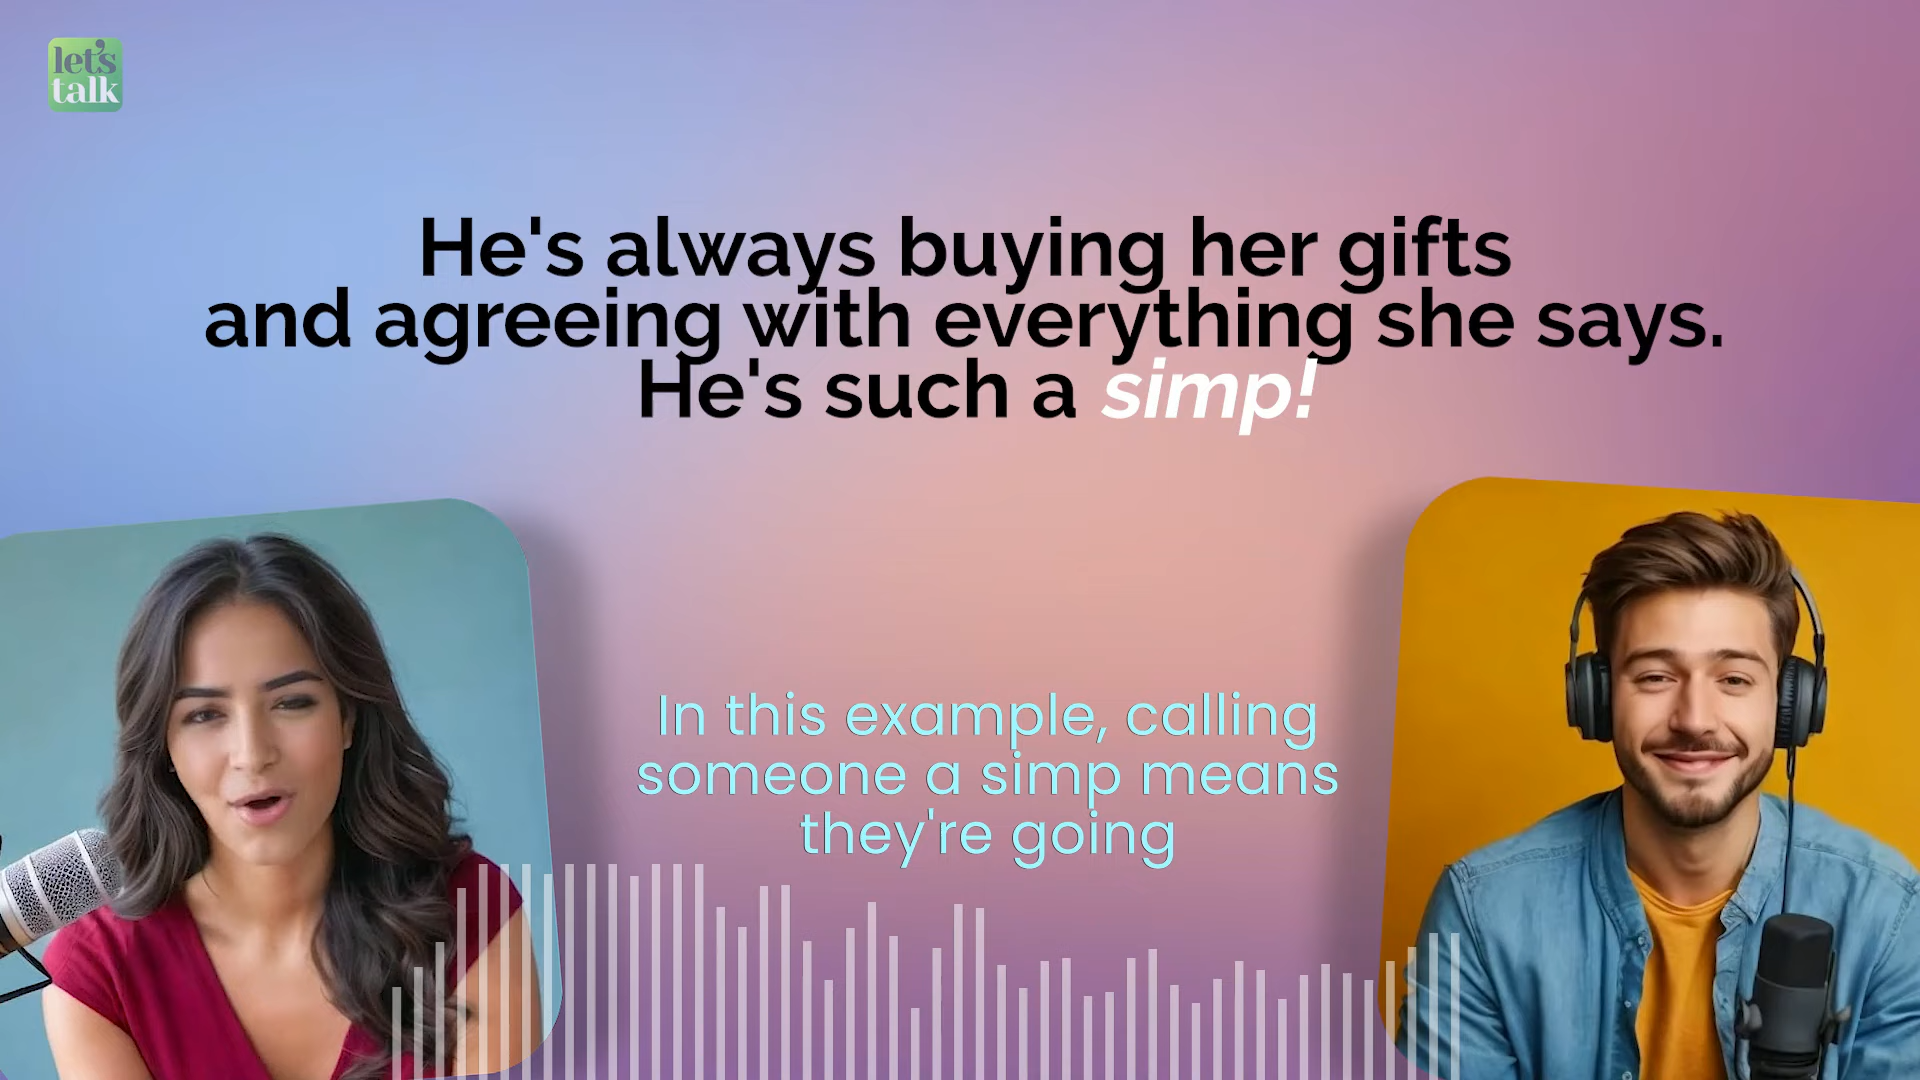 let's
talk
He's always buying her gifts
and agreeing with everything she says.
He's such a simp!
In this example, calling
someone a simp means
they're going